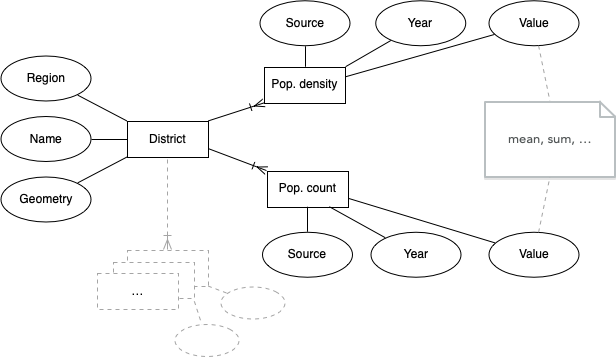 Source
Year
Value
Region
Pop. density
Name
District
mean, sum, ...
Geometry
Pop. count
Source
Year
Value
...